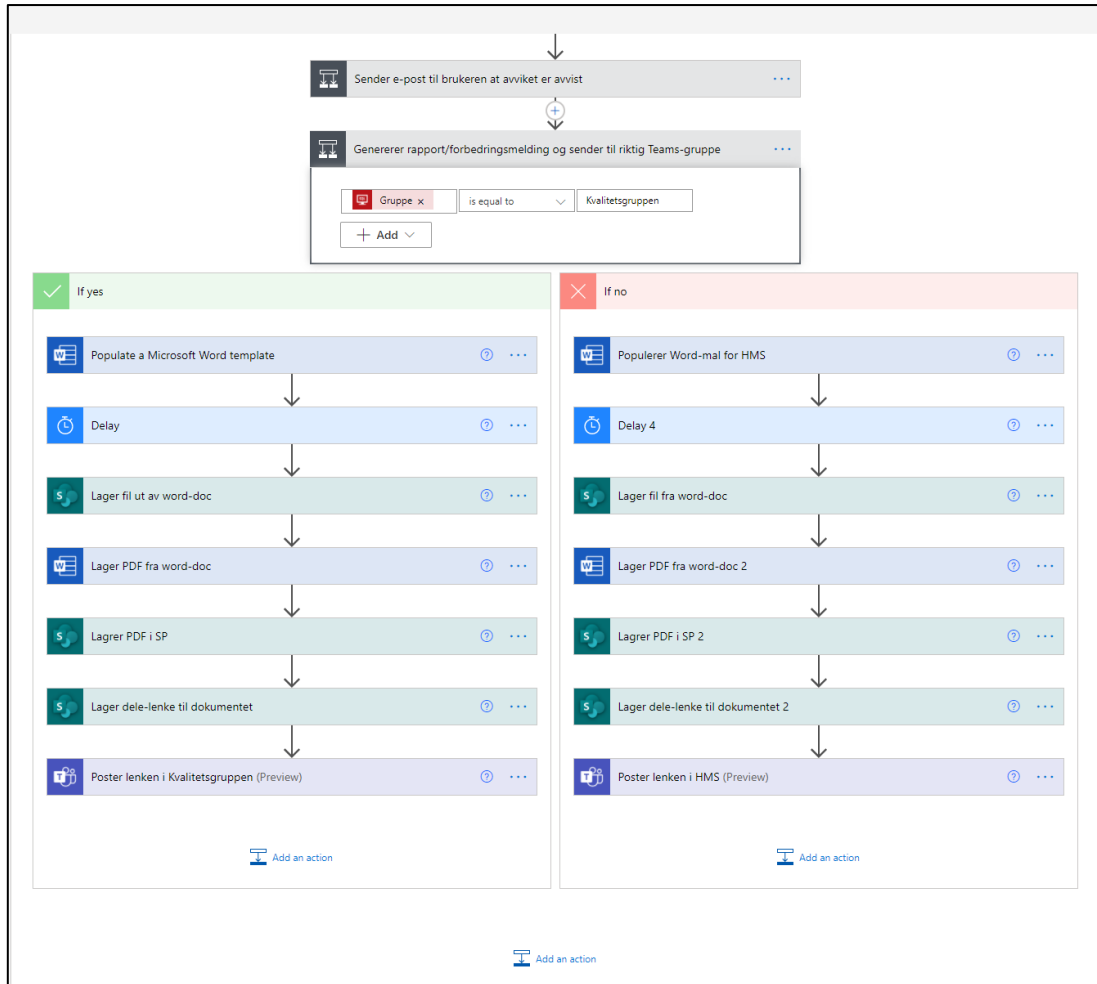 Sender e-post til brukeren at avviket er avvist
Genererer rapport/forbedringsmelding og sender til riktig Teams-gruppe
Gruppe x is equal to Kvalitetsgruppen
+ Add
If yes
Populate a Microsoft Word template
Delay
Lager fil ut av word-doc
Lager PDF fra word-doc
Lagrer PDF i SP
Lager dele-lenke til dokumentet
Poster lenken i Kvalitetsgruppen (Preview)
Add an action
If no
Populerer Word-mal for HMS
Delay 4
Lager fil fra word-doc
Lager PDF fra word-doc 2
Lagrer PDF i SP 2
Lager dele-lenke til dokumentet 2
Poster lenken i HMS (Preview)
Add an action
Add an action